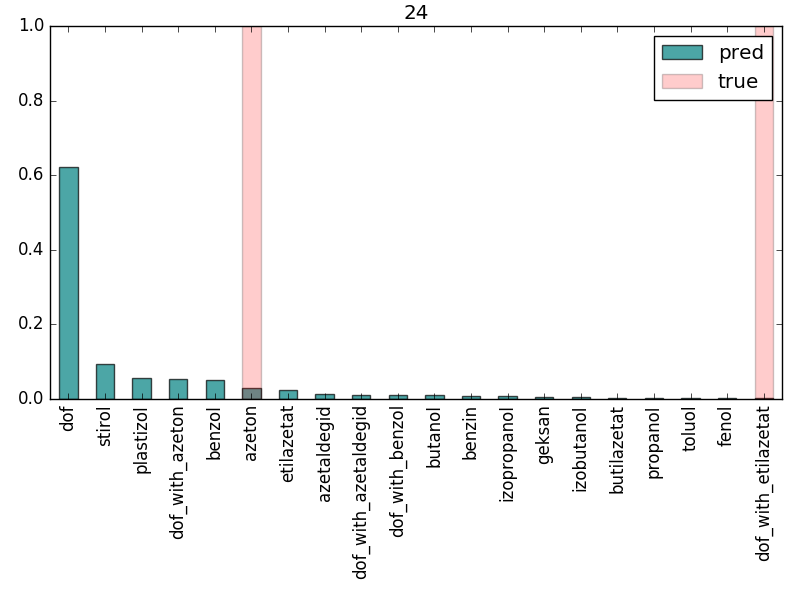 24
1.0
0.8
0.6
0.4
0.2
0.0
pred
true
dof
stirol
plastizol
dof_with_azeton
benzol
azeton
etilazetat
azetaldegid
dof_with_azetaldegid
dof_with_benzol
butanol
benzin
izopropanol
geksan
izobutanol
butilazetat
propanol
toluol
fenol
dof_with_etilazetat